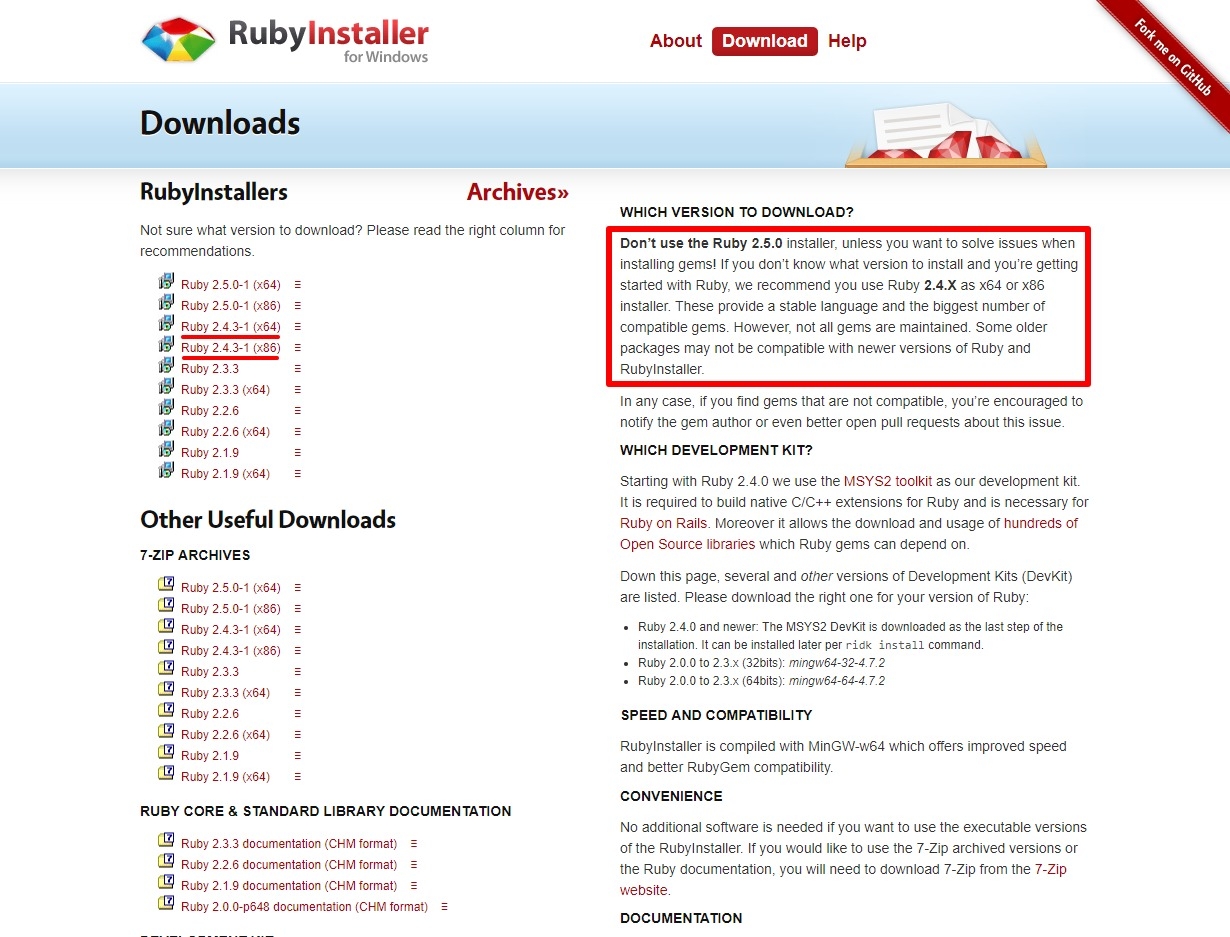 RubyInstaller
for Windows
About
Download
Help
Fork me on GitHub
Downloads
RubyInstallers
Archives»
Not sure what version to download? Please read the right column for
recommendations.
Ruby 2.5.0-1 (x64) ≡
Ruby 2.5.0-1 (x86) ≡
Ruby 2.4.3-1 (x64) ≡
Ruby 2.4.3-1 (x86) ≡
Ruby 2.3.3 ≡
Ruby 2.3.3 (x64) ≡
Ruby 2.2.6 ≡
Ruby 2.2.6 (x64) ≡
Ruby 2.1.9 ≡
Ruby 2.1.9 (x64) ≡
Other Useful Downloads
7-ZIP ARCHIVES
Ruby 2.5.0-1 (x64) ≡
Ruby 2.5.0-1 (x86) ≡
Ruby 2.4.3-1 (x64) ≡
Ruby 2.4.3-1 (x86) ≡
Ruby 2.3.3 ≡
Ruby 2.3.3 (x64) ≡
Ruby 2.2.6 ≡
Ruby 2.2.6 (x64) ≡
Ruby 2.1.9 ≡
Ruby 2.1.9 (x64) ≡
RUBY CORE & STANDARD LIBRARY DOCUMENTATION
Ruby 2.3.3 documentation (CHM format) ≡
Ruby 2.2.6 documentation (CHM format) ≡
Ruby 2.1.9 documentation (CHM format) ≡
Ruby 2.0.0-p648 documentation (CHM format) ≡
WHICH VERSION TO DOWNLOAD?
Don’t use the Ruby 2.5.0 installer, unless you want to solve issues when
installing gems! If you don’t know what version to install and you’re getting
started with Ruby, we recommend you use Ruby 2.4.X as x64 or x86
installer. These provide a stable language and the biggest number of
compatible gems. However, not all gems are maintained. Some older
packages may not be compatible with newer versions of Ruby and
RubyInstaller.
In any case, if you find gems that are not compatible, you’re encouraged to
notify the gem author or even better open pull requests about this issue.
WHICH DEVELOPMENT KIT?
Starting with Ruby 2.4.0 we use the MSYS2 toolkit as our development kit.
It is required to build native C/C++ extensions for Ruby and is necessary for
Ruby on Rails. Moreover it allows the download and usage of hundreds of
Open Source libraries which Ruby gems can depend on.
Down this page, several and other versions of Development Kits (DevKit)
are listed. Please download the right one for your version of Ruby:
• Ruby 2.4.0 and newer: The MSYS2 DevKit is downloaded as the last step of the
installation. It can be installed later per ridk install command.
• Ruby 2.0.0 to 2.3.x (32bits): mingw64-32-4.7.2
• Ruby 2.0.0 to 2.3.x (64bits): mingw64-64-4.7.2
SPEED AND COMPATIBILITY
RubyInstaller is compiled with MinGW-w64 which offers improved speed
and better RubyGem compatibility.
CONVENIENCE
No additional software is needed if you want to use the executable versions
of the RubyInstaller. If you would like to use the 7-Zip archived versions or
the Ruby documentation, you will need to download 7-Zip from the 7-Zip
website.
DOCUMENTATION